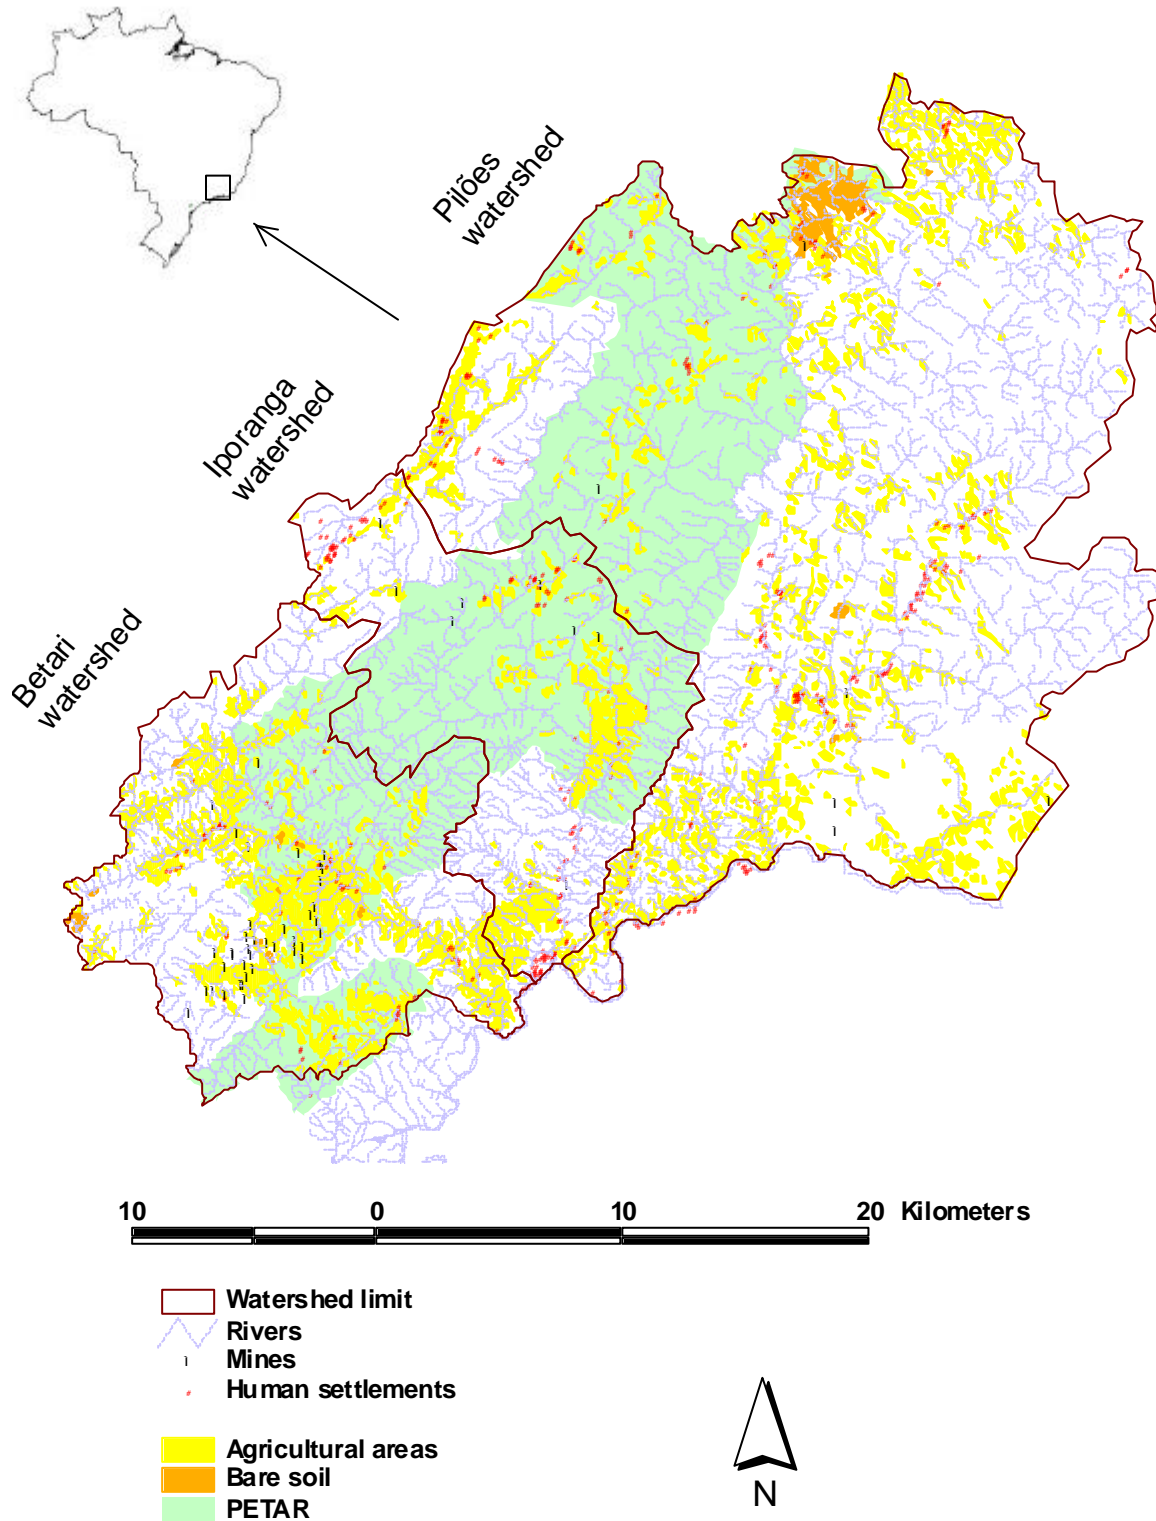 Pilões
watershed
Iporanga
watershed
Betari
watershed
10 0 10 20 Kilometers
Watershed limit
Rivers
Mines
Human settlements
Agricultural areas
Bare soil
PETAR
N